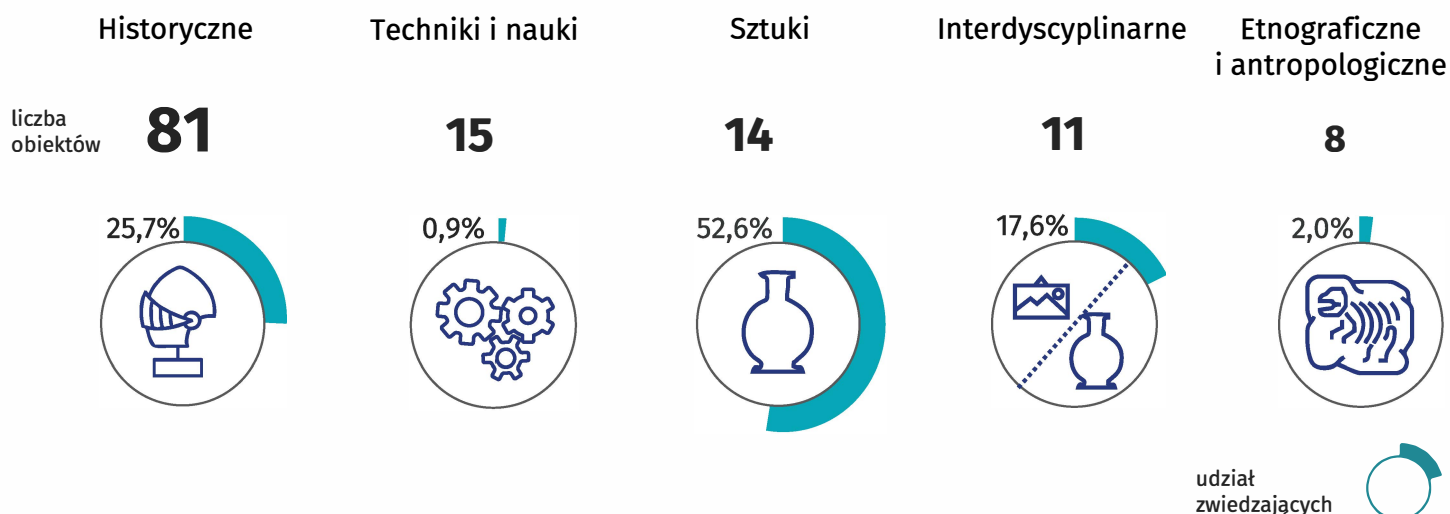 Historyczne
Techniki i nauki
Sztuki
Interdyscyplinarne
Etnograficzne
i antropologiczne
liczba
obiektów
81
15
14
11
8
25,7%
0,9%
52,6%
17,6%
2,0%
udział
zwiedzających